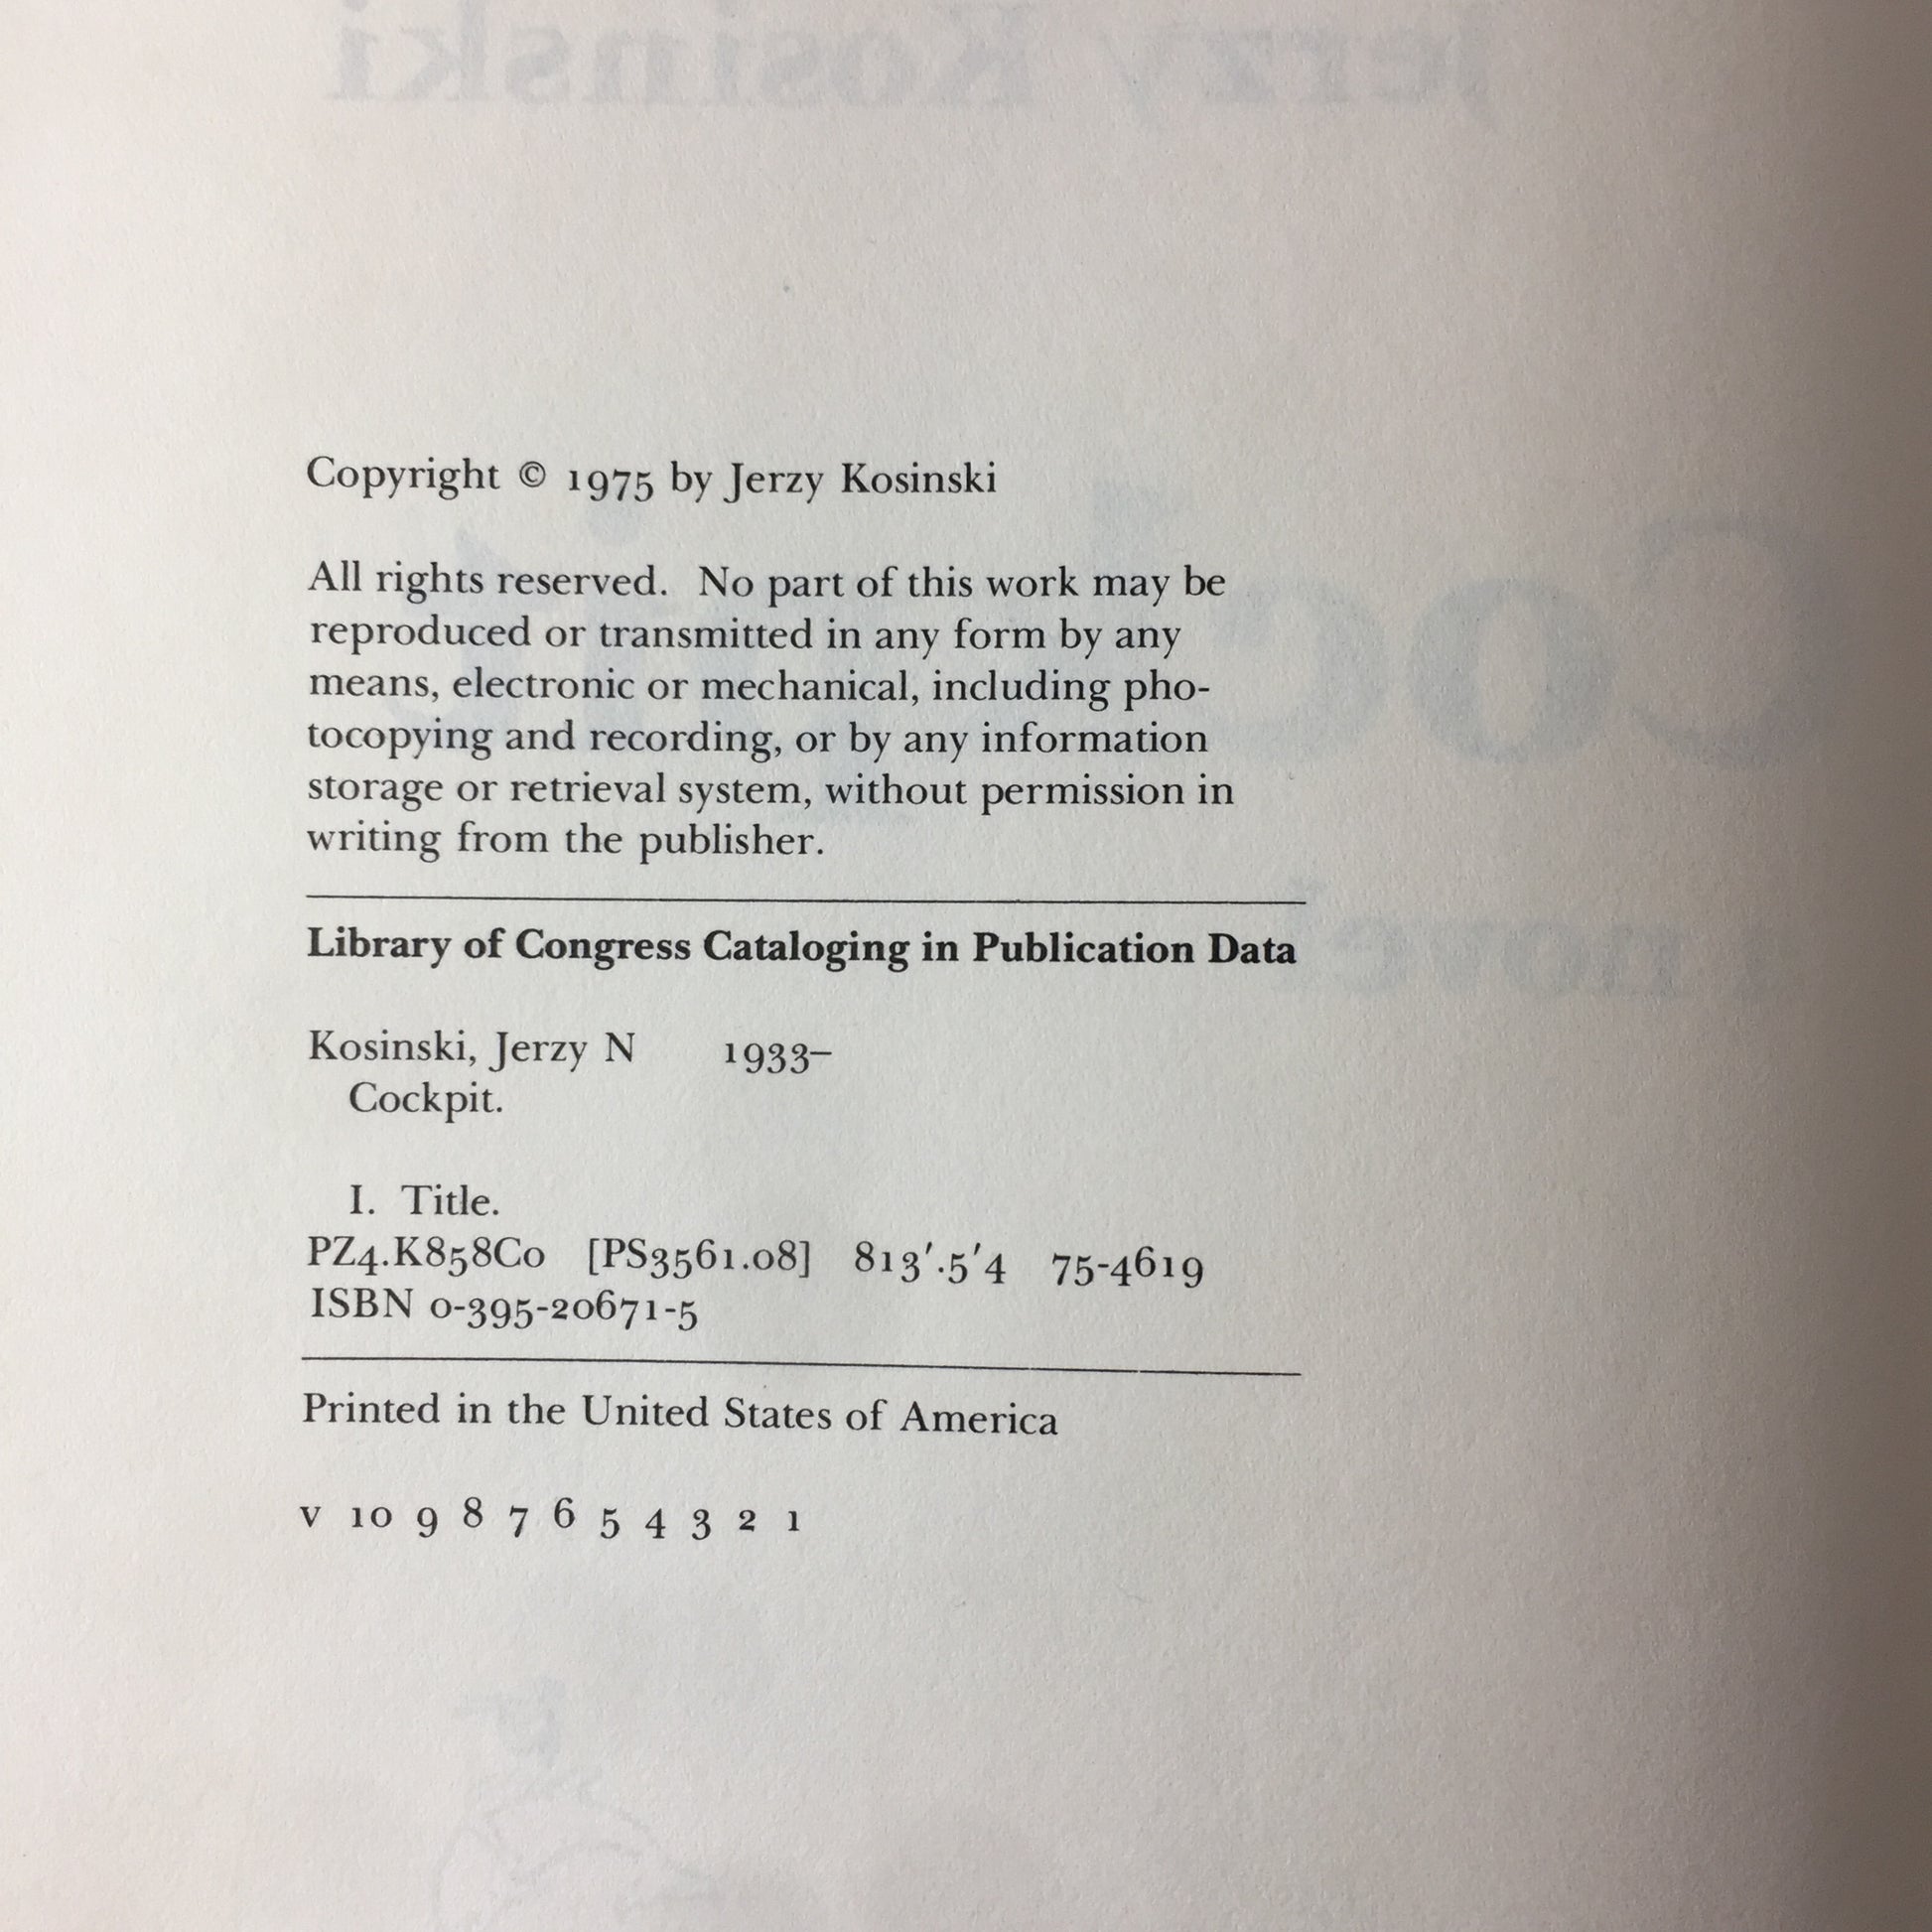 Jerzy Kosinski
Copyright © 1975 by Jerzy Kosinski
All rights reserved. No part of this work may be
reproduced or transmitted in any form by any
means, electronic or mechanical, including pho-
tocopying and recording, or by any information
storage or retrieval system, without permission in
writing from the publisher.
Library of Congress Cataloging in Publication Data
Kosinski, Jerzy N 1933–
Cockpit.
I. Title.
PZ4.K858Co [PS3561.o8] 813′.5′4 75-4619
ISBN 0-395-20671-5
Printed in the United States of America
v 10 9 8 7 6 5 4 3 2 1